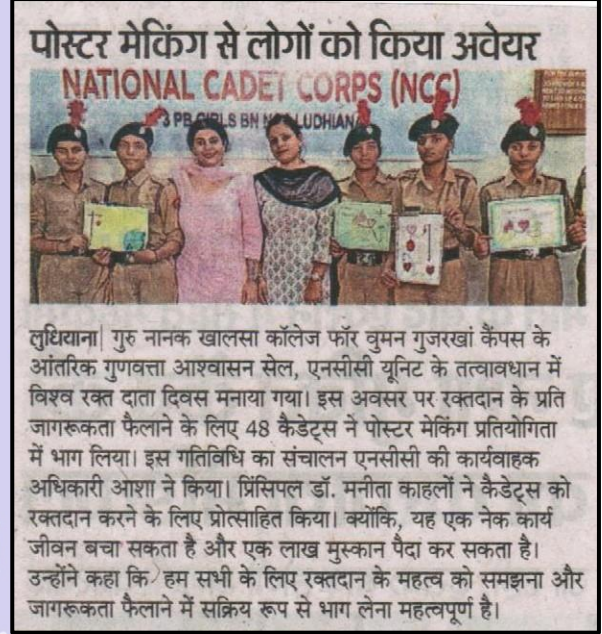 पोस्टर मेकिंग से लोगों को किया अवेयर
NATIONAL CADET CORPS (NCC)
3 PB GIRLS BN NCC LUDHIANA
लुधियाना| गुरु नानक खालसा कॉलेज फॉर वुमन गुजरखां कैंपस के
आंतरिक गुणवत्ता आश्वासन सेल, एनसीसी यूनिट के तत्वावधान में
विश्व रक्त दाता दिवस मनाया गया। इस अवसर पर रक्तदान के प्रति
जागरूकता फैलाने के लिए 48 कैडेट्स ने पोस्टर मेकिंग प्रतियोगिता
में भाग लिया। इस गतिविधि का संचालन एनसीसी की कार्यवाहक
अधिकारी आशा ने किया। प्रिंसिपल डॉ. मनीता काहलों ने कैडेट्स को
रक्तदान करने के लिए प्रोत्साहित किया। क्योंकि, यह एक नेक कार्य
जीवन बचा सकता है और एक लाख मुस्कान पैदा कर सकता है।
उन्होंने कहा कि हम सभी के लिए रक्तदान के महत्व को समझना और
जागरूकता फैलाने में सक्रिय रूप से भाग लेना महत्वपूर्ण है।